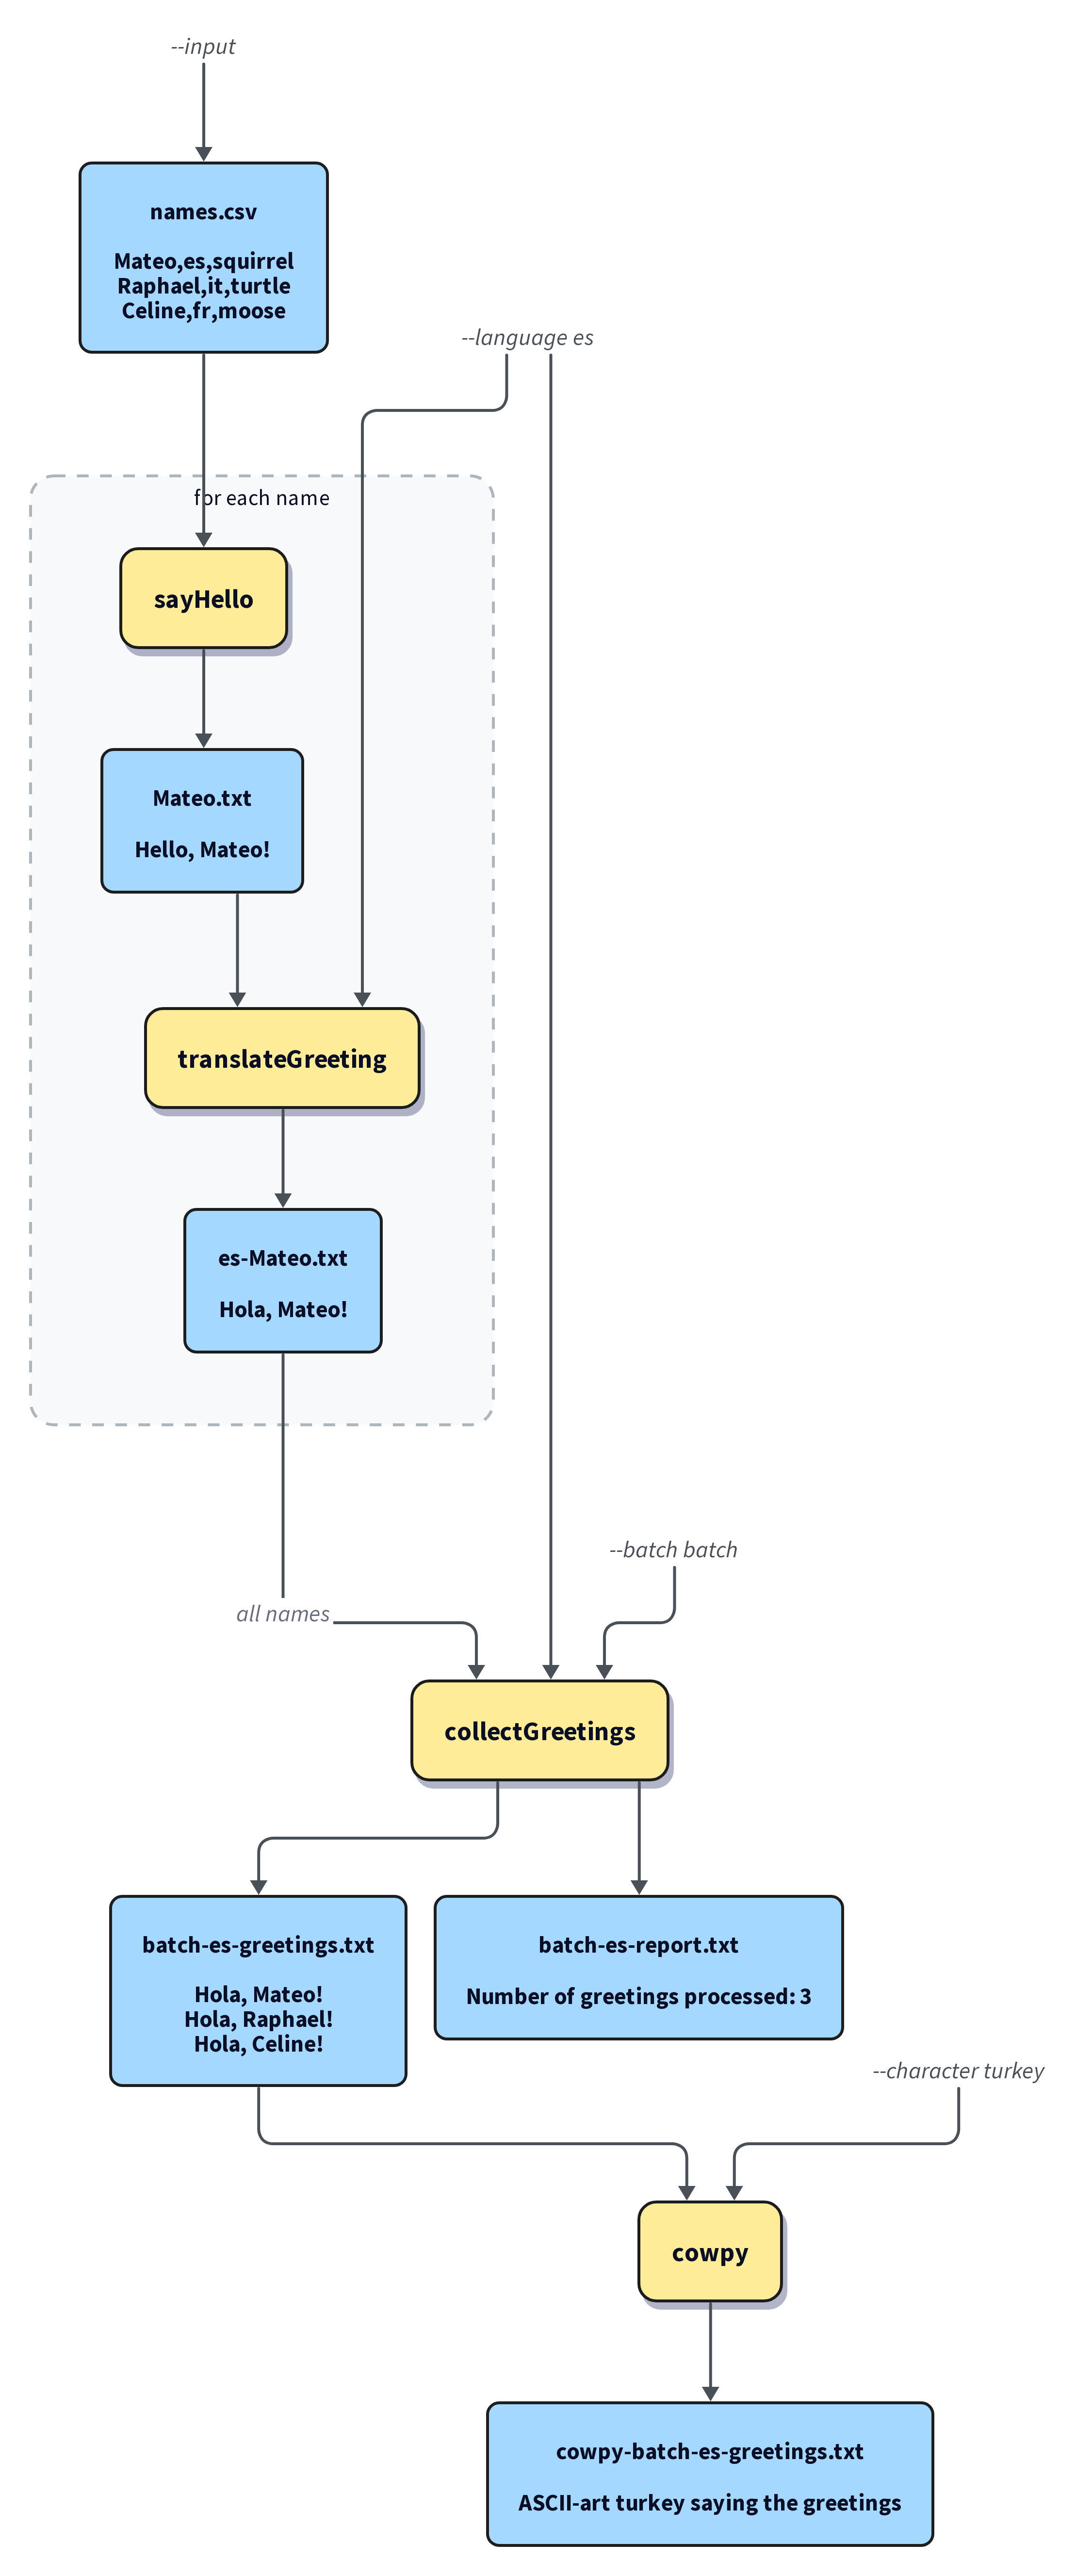 --input
names.csv
Mateo,es,squirrel
Raphael,it,turtle
Celine,fr,moose
--language es
for each name
sayHello
Mateo.txt
Hello, Mateo!
translateGreeting
es-Mateo.txt
Hola, Mateo!
--batch batch
all names
collectGreetings
batch-es-greetings.txt
Hola, Mateo!
Hola, Raphael!
Hola, Celine!
batch-es-report.txt
Number of greetings processed: 3
--character turkey
cowpy
cowpy-batch-es-greetings.txt
ASCII-art turkey saying the greetings